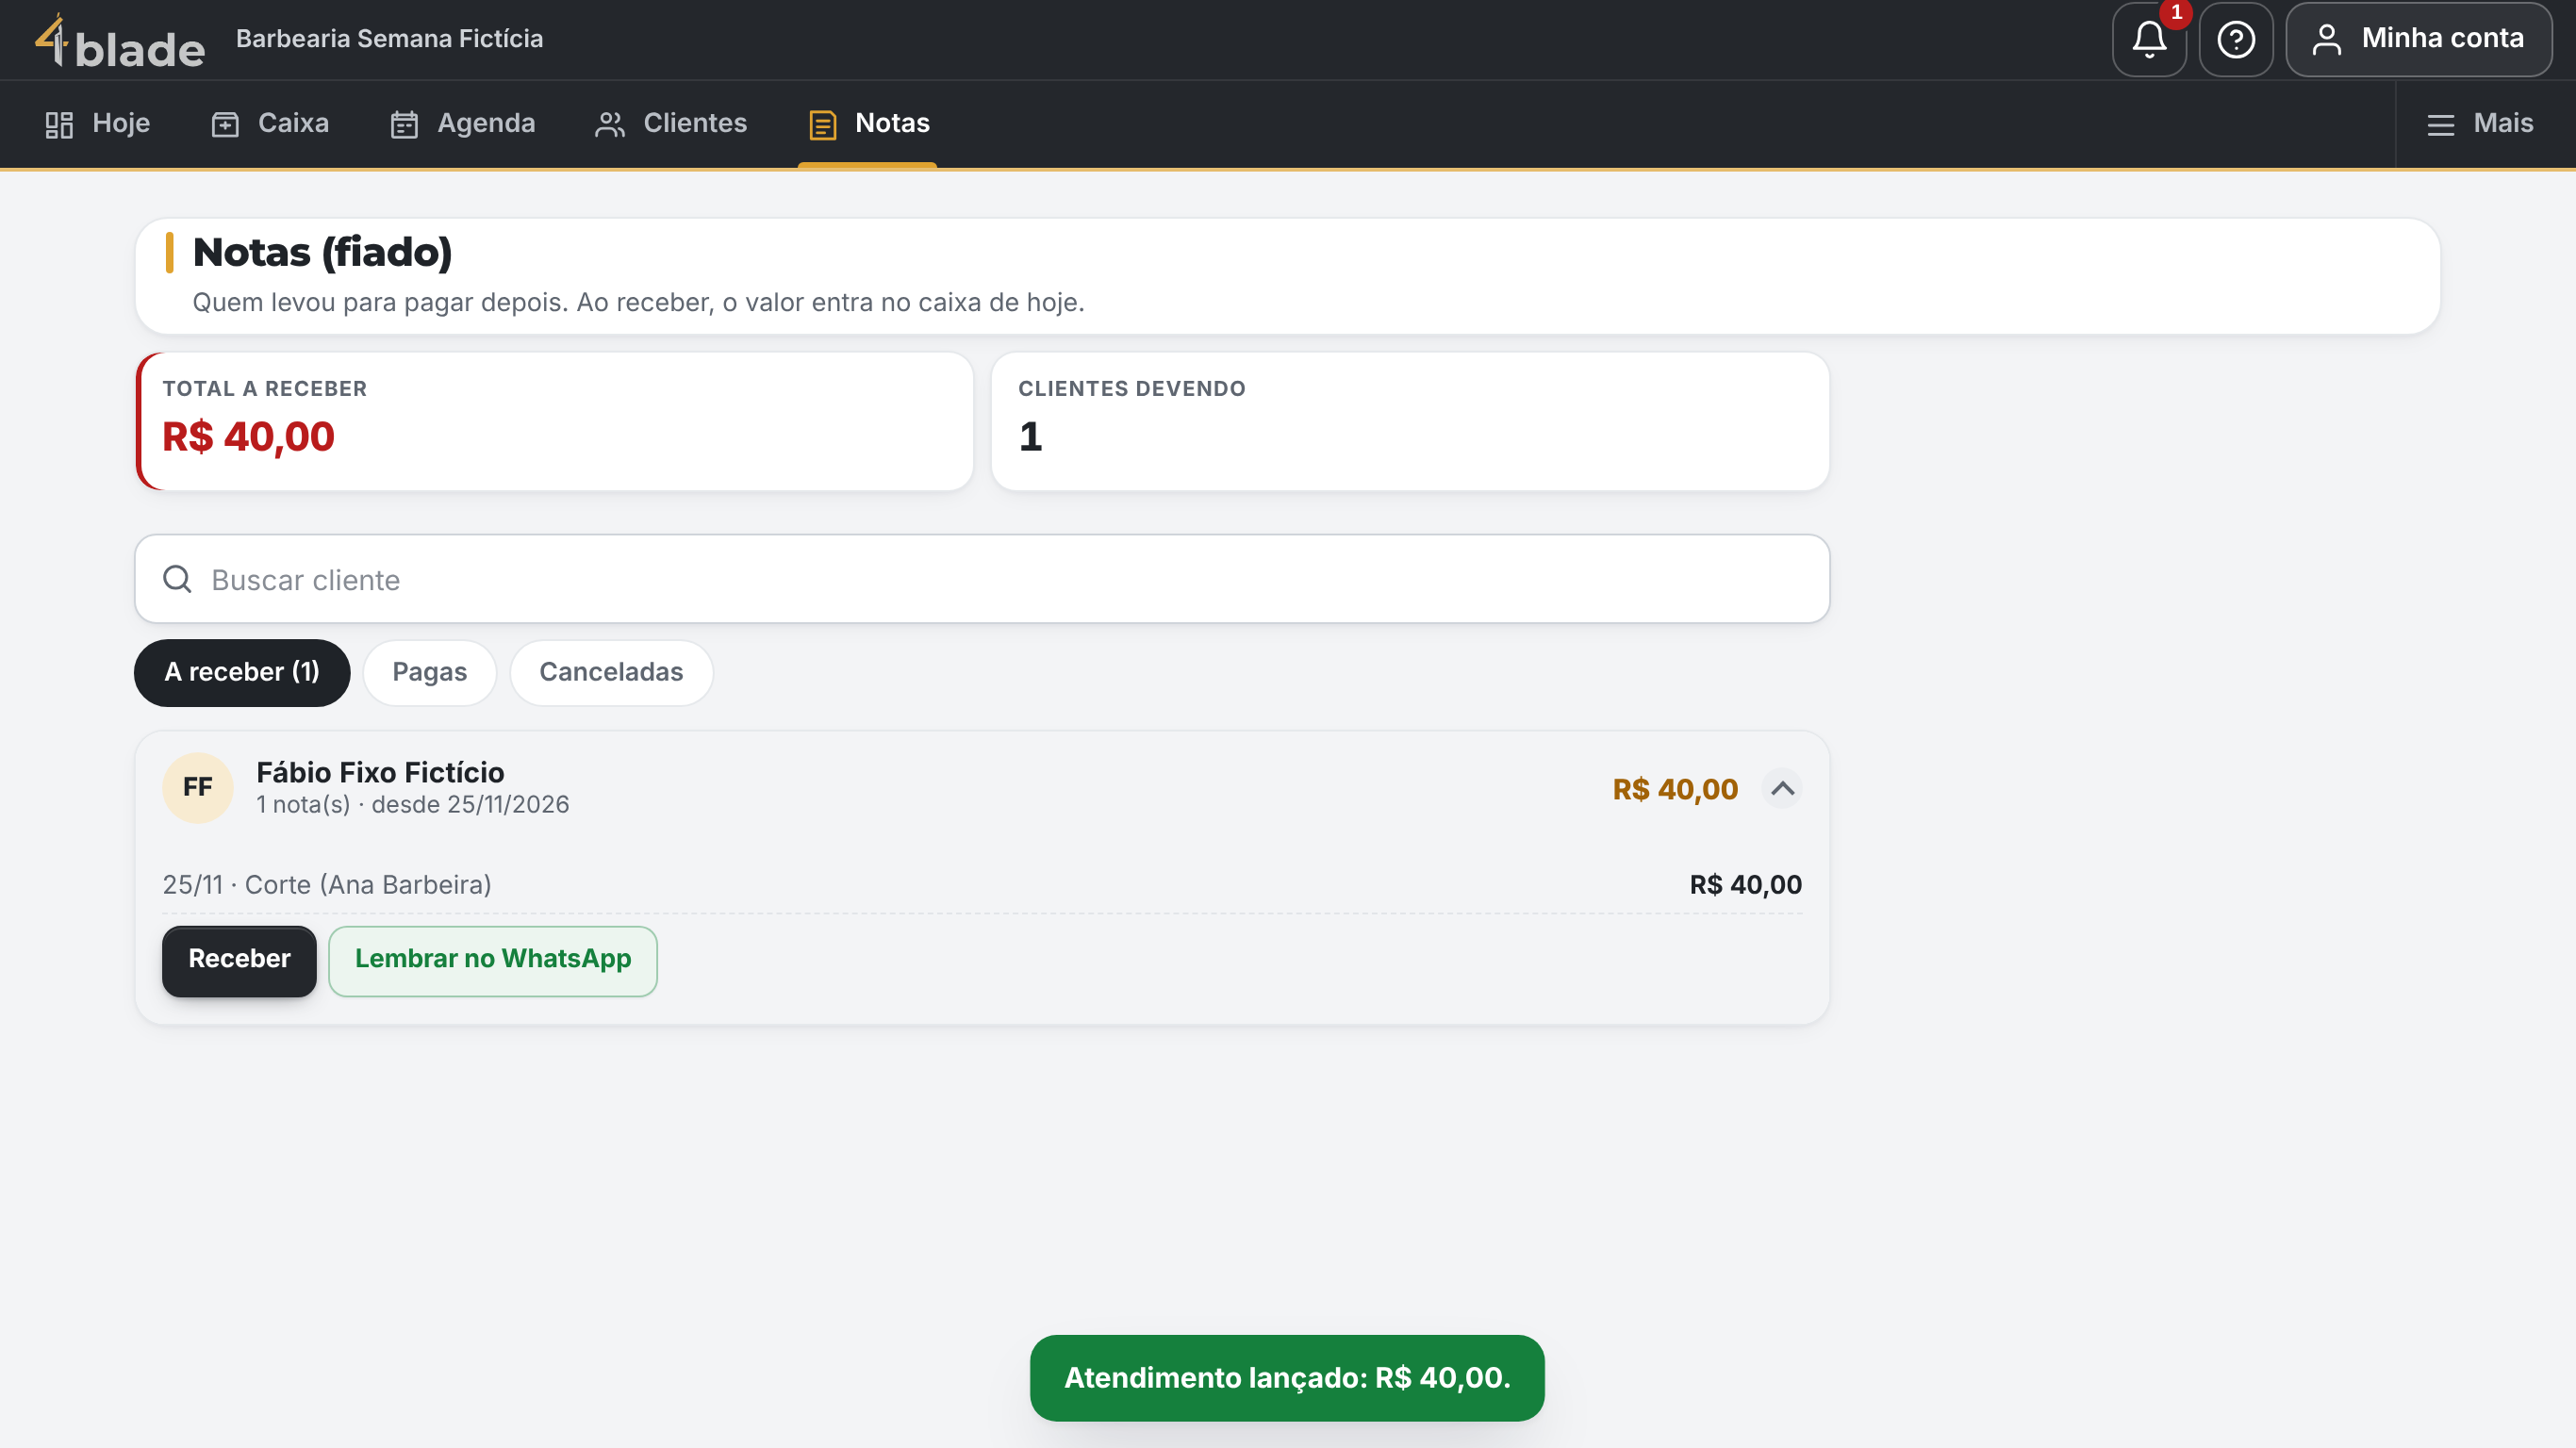 4blade
Barbearia Semana Fictícia
1
Minha conta
Hoje
Caixa
Agenda
Clientes
Notas
Mais
Notas (fiado)
Quem levou para pagar depois. Ao receber, o valor entra no caixa de hoje.
TOTAL A RECEBER
R$ 40,00
CLIENTES DEVENDO
1
Buscar cliente
A receber (1)
Pagas
Canceladas
FF
Fábio Fixo Fictício
1 nota(s) · desde 25/11/2026
R$ 40,00
25/11 · Corte (Ana Barbeira)
R$ 40,00
Receber
Lembrar no WhatsApp
Atendimento lançado: R$ 40,00.